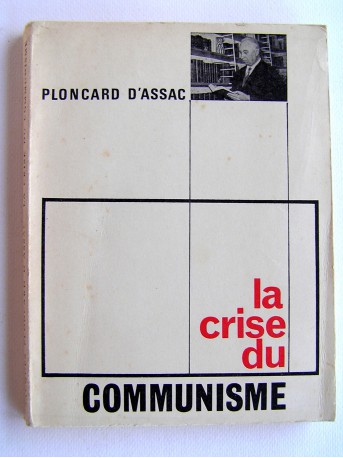 PLONCARD D'ASSAC
la
crise
du
COMMUNISME